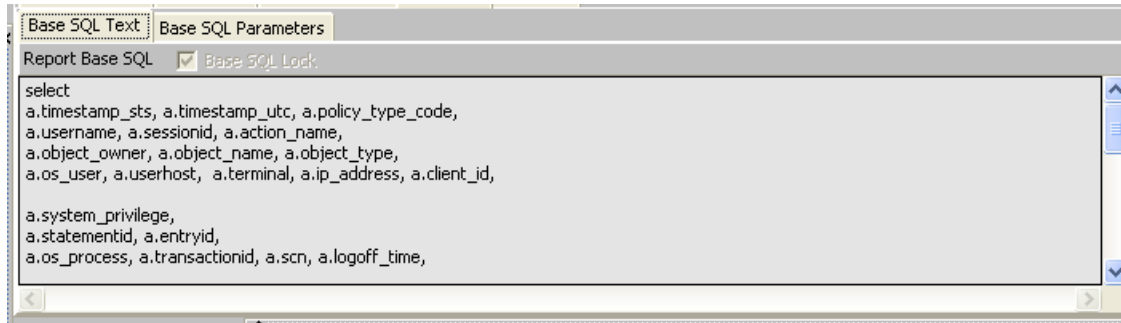 Base SQL Text Base SQL Parameters
Report Base SQL Base SQL Lock
select
a.timestamp_sts, a.timestamp_utc, a.policy_type_code,
a.username, a.sessionid, a.action_name,
a.object_owner, a.object_name, a.object_type,
a.os_user, a.userhost,  a.terminal, a.ip_address, a.client_id,
a.system_privilege,
a.statementid, a.entryid,
a.os_process, a.transactionid, a.scn, a.logoff_time,